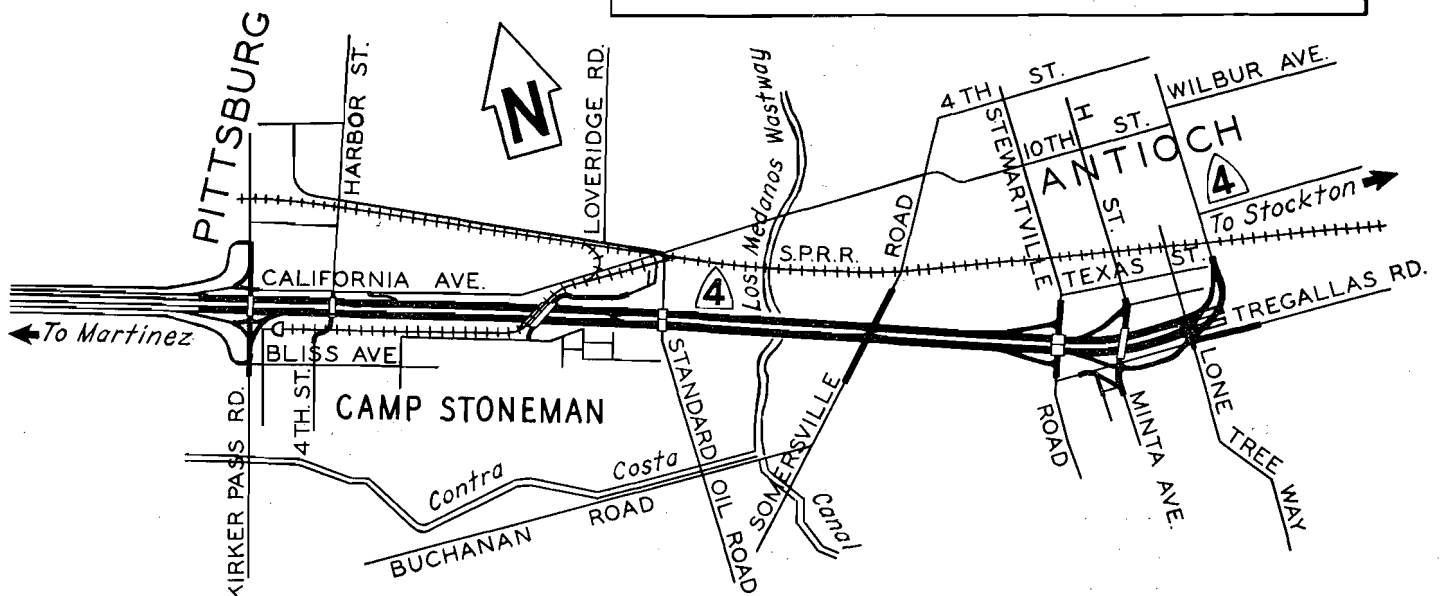 PITTSBURG
HARBOR ST.
N
LOVERIDGE RD.
Los Medanos Wastway
4TH ST.
WILBUR AVE.
STEWARTVILLE
H
10TH ST.
ANTIOCH
4
To Stockton
ROAD
S.P.R.R.
ST.
TEXAS ST.
CALIFORNIA AVE.
4
TREGALLAS RD.
To Martinez
BLISS AVE
4TH. ST.
CAMP STONEMAN
KIRKER PASS RD.
STANDARD OIL ROAD
SOMERSVILLE
ROAD
MINTA AVE.
LONE TREE WAY
Contra Costa
Canal
BUCHANAN ROAD